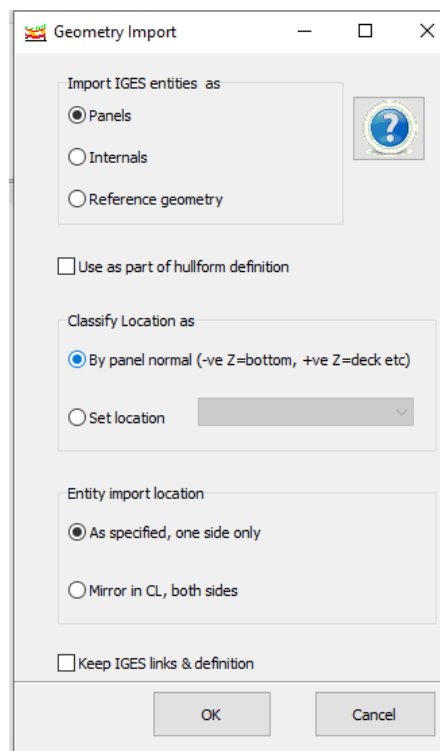 Geometry Import
Import IGES entities as
Panels
Internals
Reference geometry
?
Use as part of hullform definition
Classify Location as
By panel normal (-ve Z=bottom, +ve Z=deck etc)
Set location
Entity import location
As specified, one side only
Mirror in CL, both sides
Keep IGES links & definition
OK
Cancel